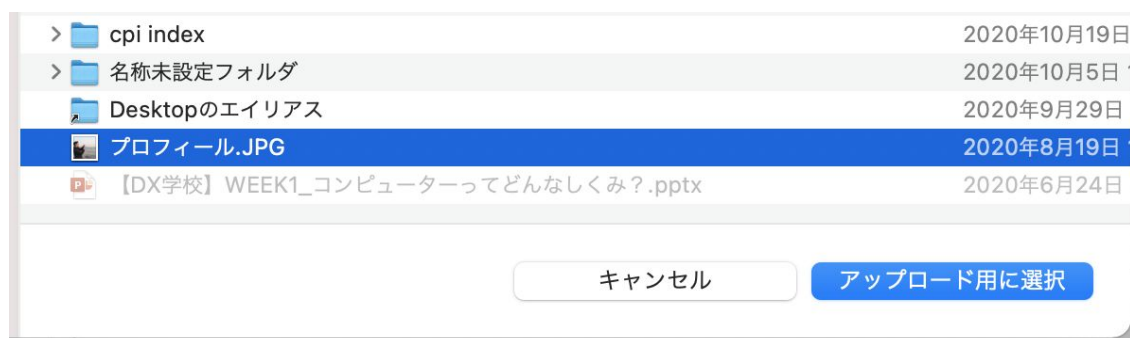 cpi index 2020年10月19日
名称未設定フォルダ 2020年10月5日
Desktopのエイリアス 2020年9月29日
プロフィール.JPG 2020年8月19日
【DX学校】WEEK1_コンピューターってどんなしくみ？.pptx 2020年6月24日
キャンセル アップロード用に選択